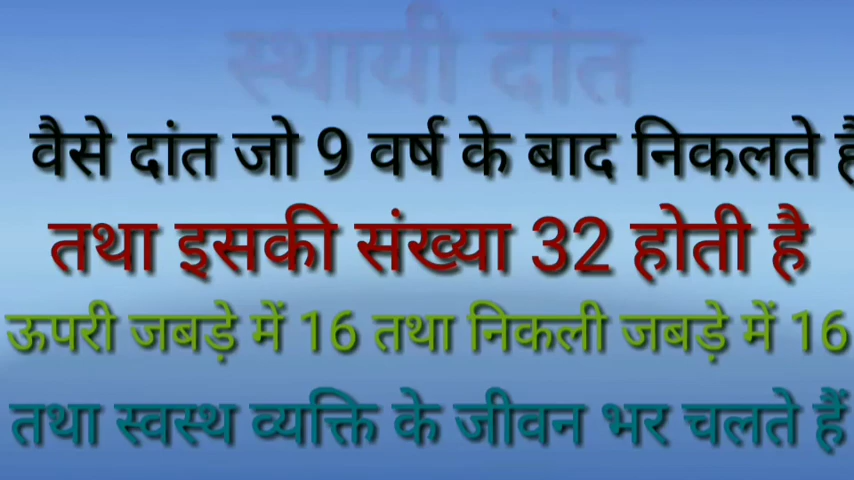 स्थायी दांत
वैसे दांत जो 9 वर्ष के बाद निकलते है
तथा इसकी संख्या 32 होती है
ऊपरी जबड़े में 16 तथा निकली जबड़े में 16
तथा स्वस्थ व्यक्ति के जीवन भर चलते हैं